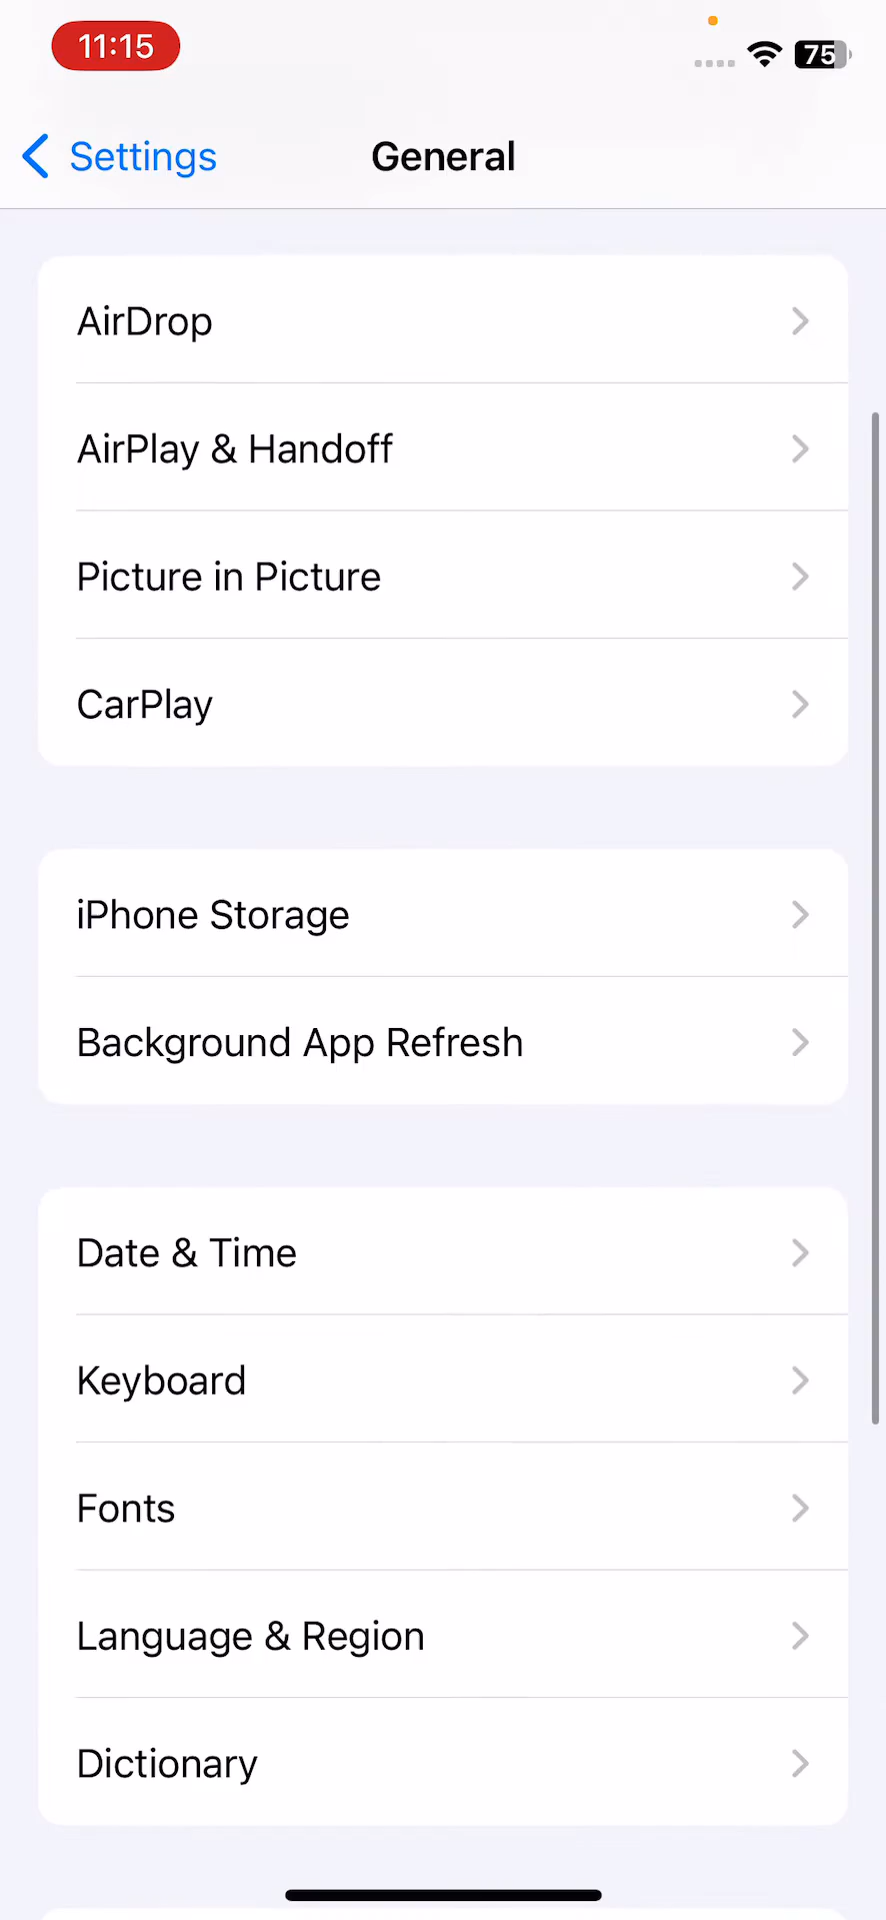 11:15
75
Settings
General
AirDrop
AirPlay & Handoff
Picture in Picture
CarPlay
iPhone Storage
Background App Refresh
Date & Time
Keyboard
Fonts
Language & Region
Dictionary